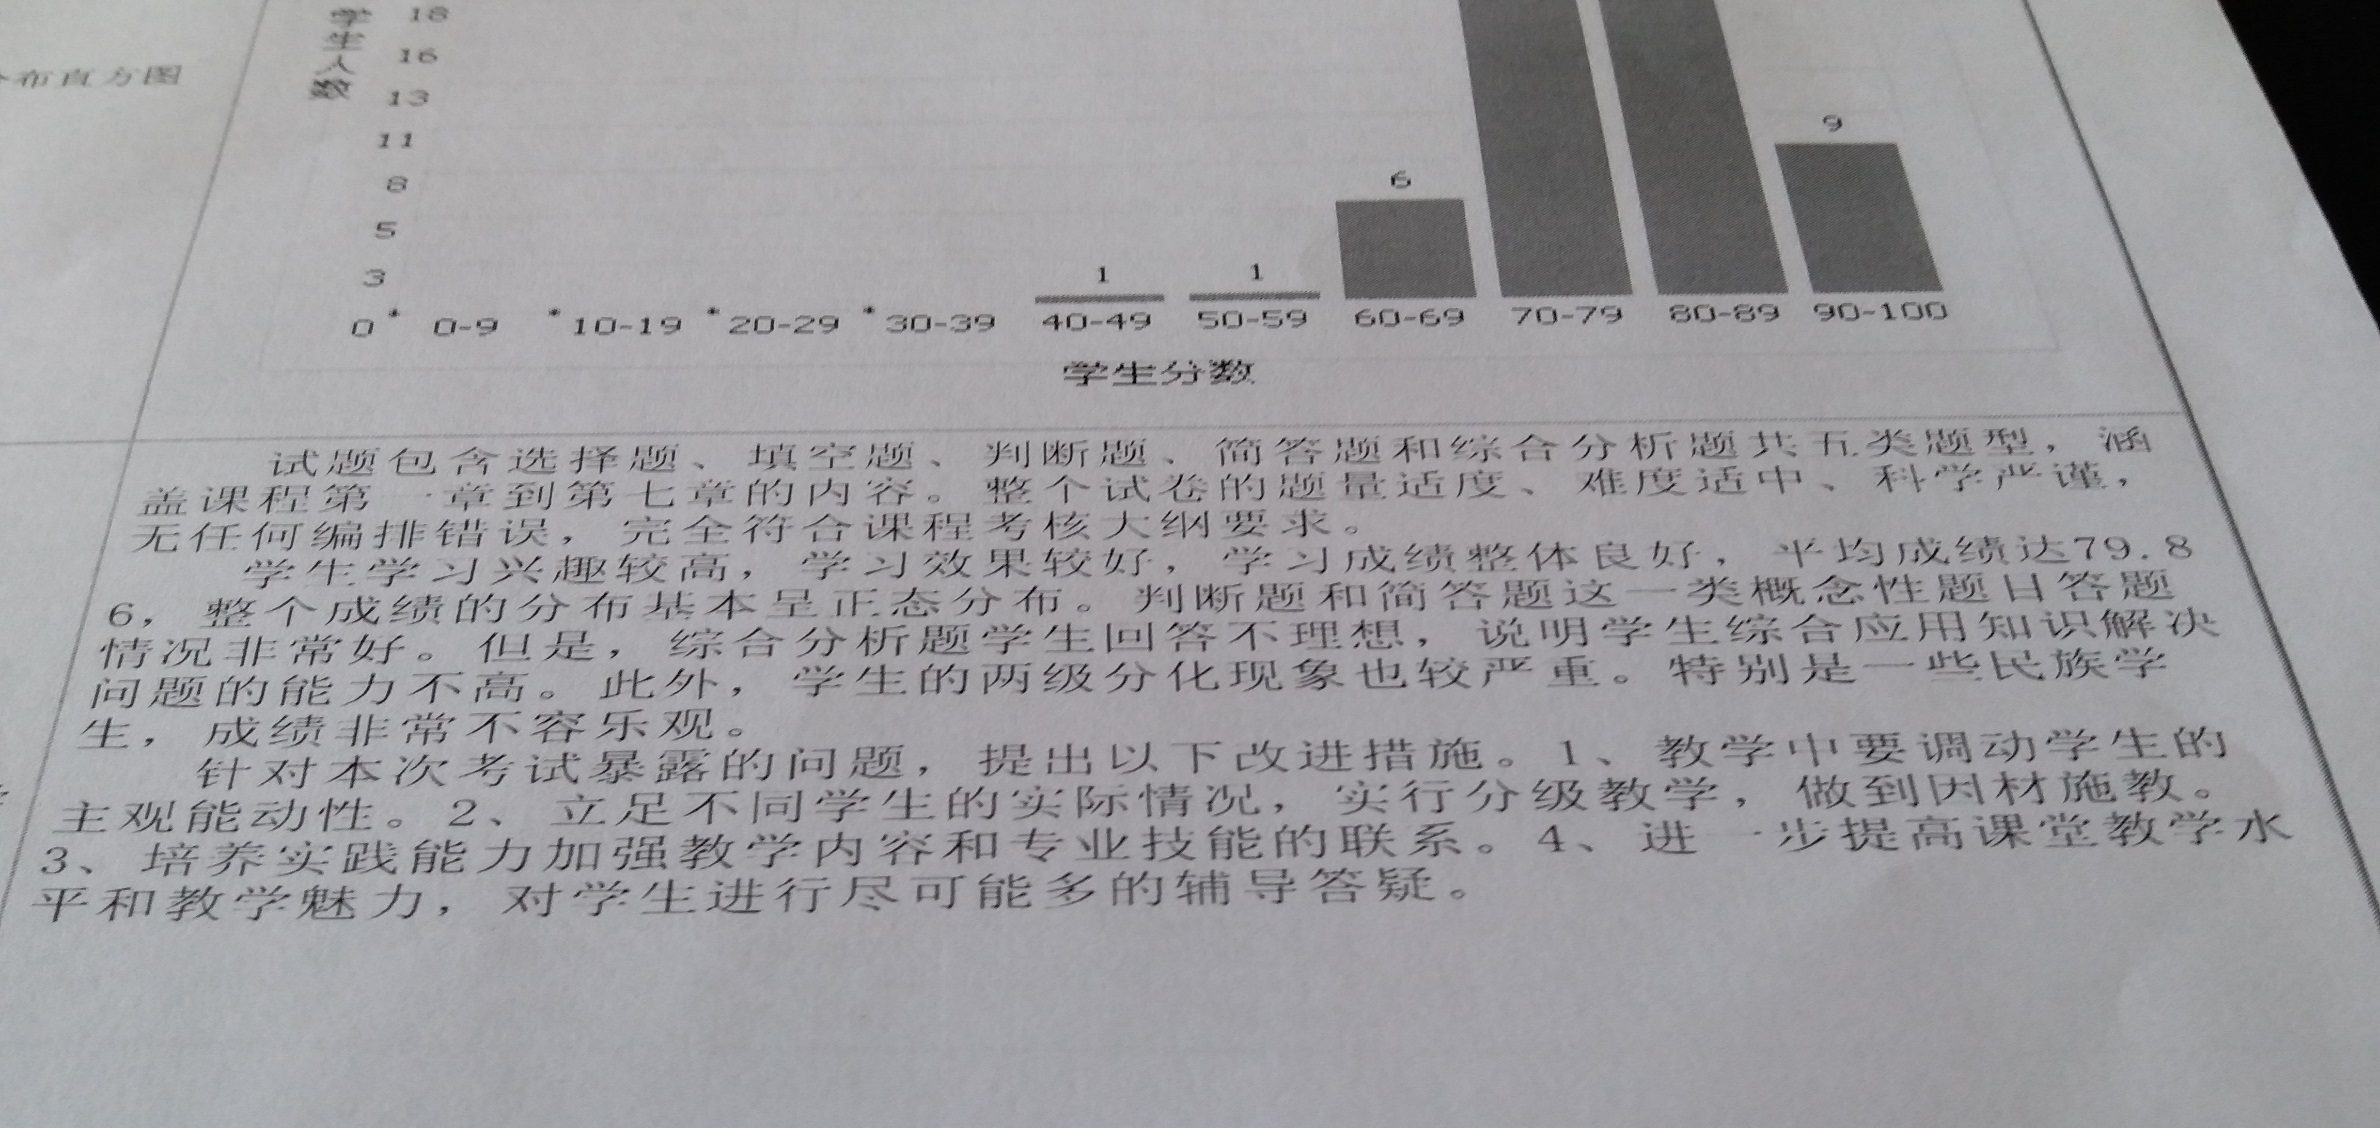 布直方图
学生人数
18
16
13
11
8
5
3
0
9
6
1
1
0-9 10-19 20-29 30-39 40-49 50-59 60-69 70-79 80-89 90-100
学生分数
试题包含选择题、填空题、判断题、简答题和综合分析题共五类题型，涵
盖课程第一章到第七章的内容。整个试卷的题量适度、难度适中、科学严谨，
无任何编排错误，完全符合课程考核大纲要求。
学生学习兴趣较高，学习效果较好，学习成绩整体良好，平均成绩达79.8
6，整个成绩的分布基本呈正态分布。判断题和简答题这一类概念性题目答题
情况非常好。但是，综合分析题学生回答不理想，说明学生综合应用知识解决
问题的能力不高。此外，学生的两级分化现象也较严重。特别是一些民族学
生，成绩非常不容乐观。
针对本次考试暴露的问题，提出以下改进措施。1、教学中要调动学生的
主观能动性。2、立足不同学生的实际情况，实行分级教学，做到因材施教。
3、培养实践能力加强教学内容和专业技能的联系。4、进一步提高课堂教学水
平和教学魅力，对学生进行尽可能多的辅导答疑。